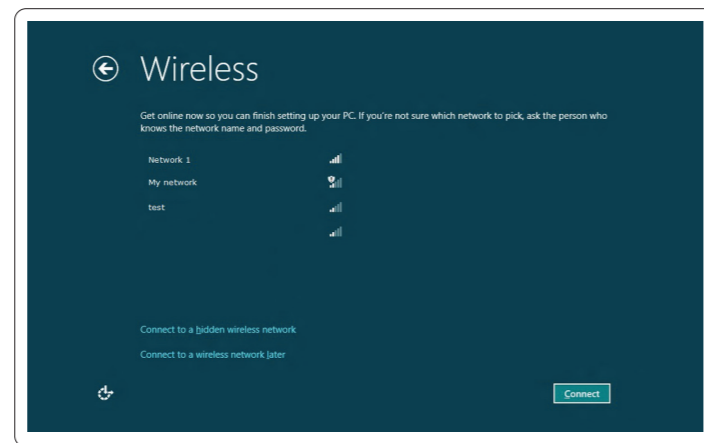 Wireless
Get online now so you can finish setting up your PC. If you're not sure which network to pick, ask the person who
knows the network name and password.
Network 1
My network
test
Connect to a hidden wireless network
Connect to a wireless network later
Connect